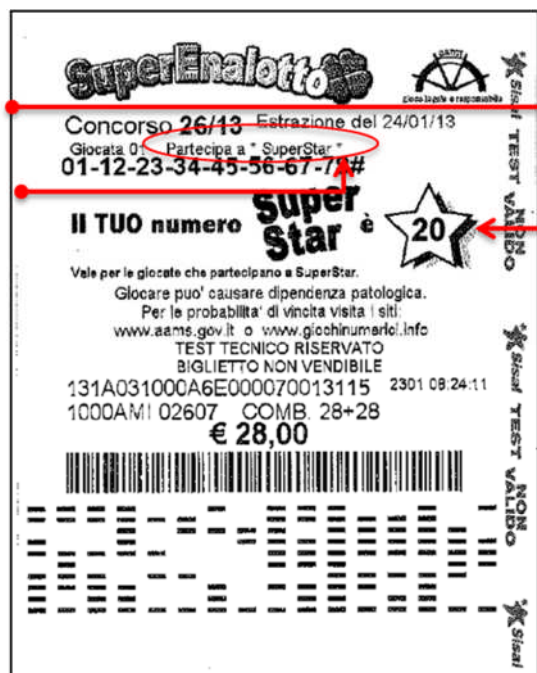 SuperEnalotto
AAMS
gioco legale e responsabile
Concorso 26/13 Estrazione del 24/01/13
Giocata 01 Partecipa a * SuperStar *
01-12-23-34-45-56-67-78#
Il TUO numero Super Star è 20
Vale per le giocate che partecipano a SuperStar.
Giocare puo' causare dipendenza patologica.
Per le probabilita' di vincita visita i siti:
www.aams.gov.it o www.giochinumerici.info
TEST TECNICO RISERVATO
BIGLIETTO NON VENDIBILE
131A031000A6E000070013115 2301 08:24:11
1000AMI 02607 COMB. 28+28
€ 28,00
Sisal TEST NON VALIDO
Sisal TEST NON VALIDO
Sisal